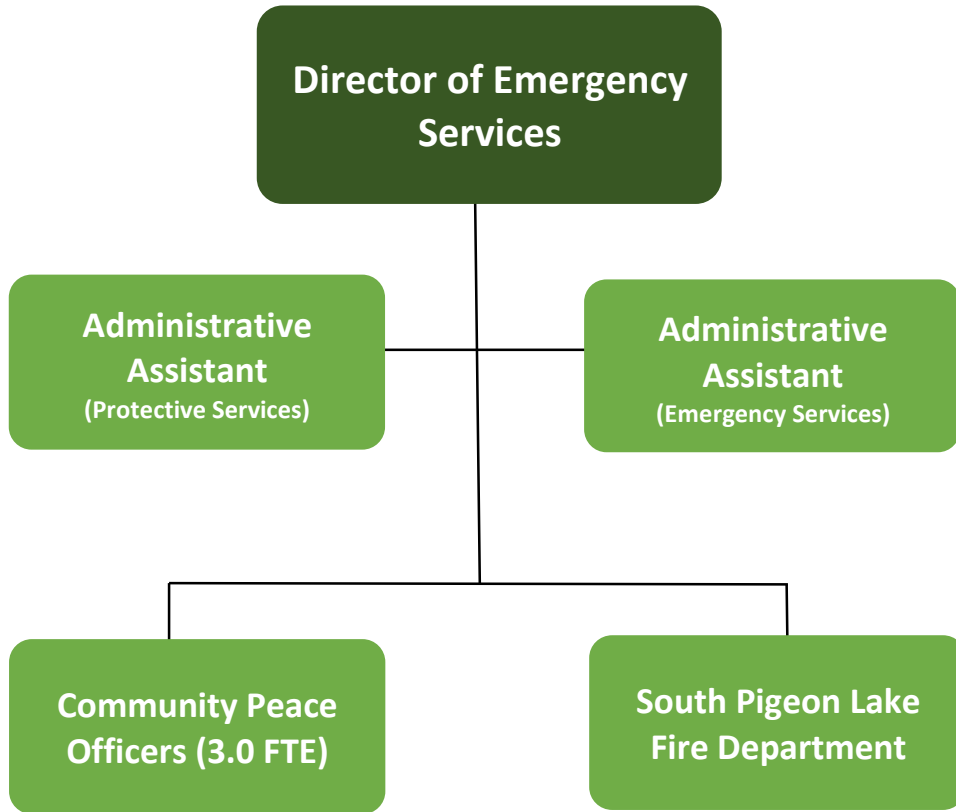 Director of Emergency
Services
Administrative
Assistant
(Protective Services)
Administrative
Assistant
(Emergency Services)
Community Peace
Officers (3.0 FTE)
South Pigeon Lake
Fire Department